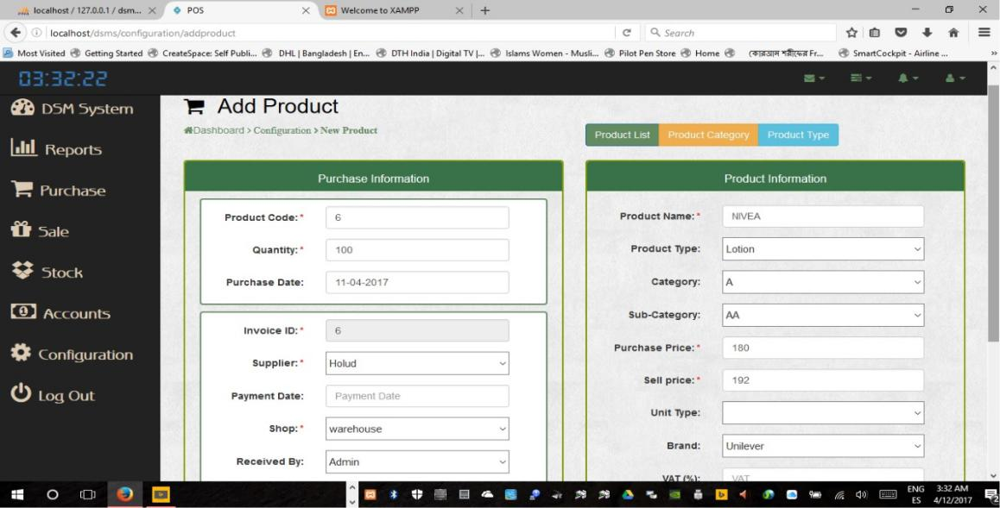 localhost / 127.0.0.1 / dsm...
POS
Welcome to XAMPP
localhost/dsms/configuration/addproduct
Search
Most Visited Getting Started CreateSpace: Self Publi... DHL | Bangladesh | En... DTH India | Digital TV |... Islams Women - Musli... Pilot Pen Store Home কোরআন শরীফের Fr... SmartCockpit - Airline ...
03:32:22
DSM System
Reports
Purchase
Sale
Stock
Accounts
Configuration
Log Out
Add Product
Dashboard > Configuration > New Product
Product List Product Category Product Type
Purchase Information
Product Code: * 6
Quantity: * 100
Purchase Date: 11-04-2017
Invoice ID: * 6
Supplier: * Holud
Payment Date: Payment Date
Shop: * warehouse
Received By: Admin
Product Information
Product Name: * NIVEA
Product Type: Lotion
Category: A
Sub-Category: AA
Purchase Price: * 180
Sell price: * 192
Unit Type:
Brand: Unilever
VAT (%): VAT
ENG 3:32 AM
ES 4/12/2017